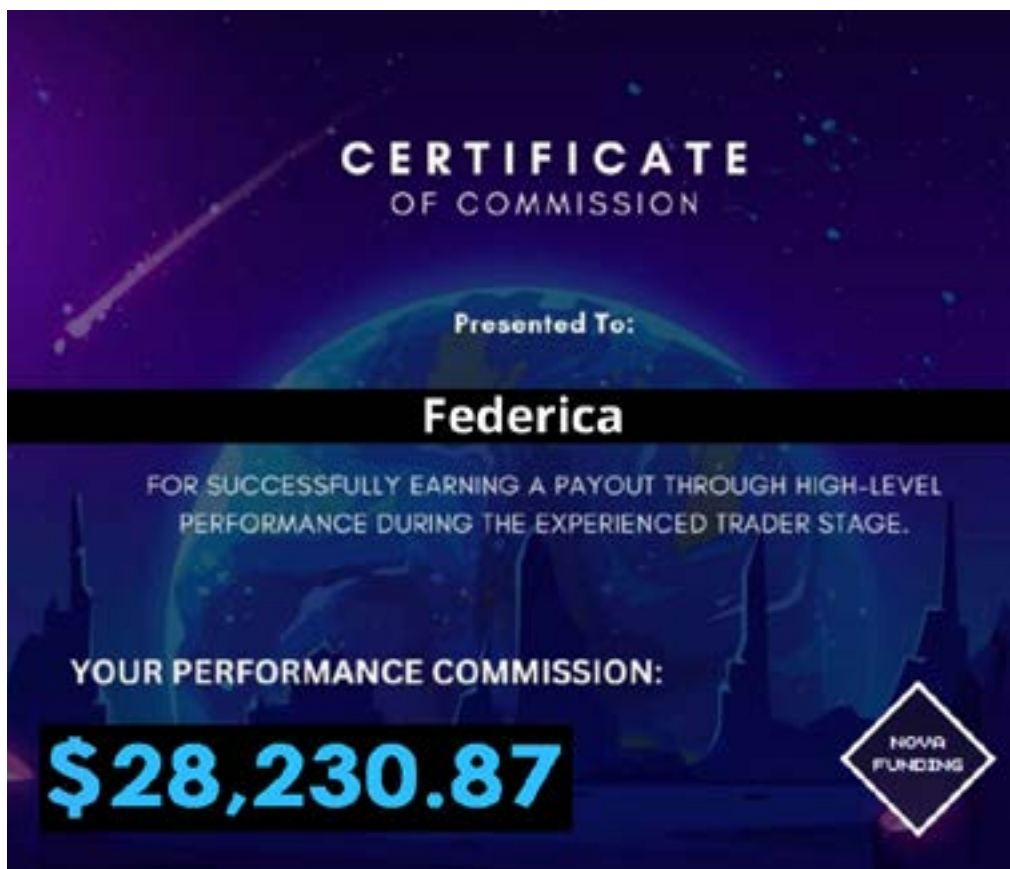 CERTIFICATE
OF COMMISSION
Presented To:
Federica
FOR SUCCESSFULLY EARNING A PAYOUT THROUGH HIGH-LEVEL
PERFORMANCE DURING THE EXPERIENCED TRADER STAGE.
YOUR PERFORMANCE COMMISSION:
$28,230.87
NOVA
FUNDING